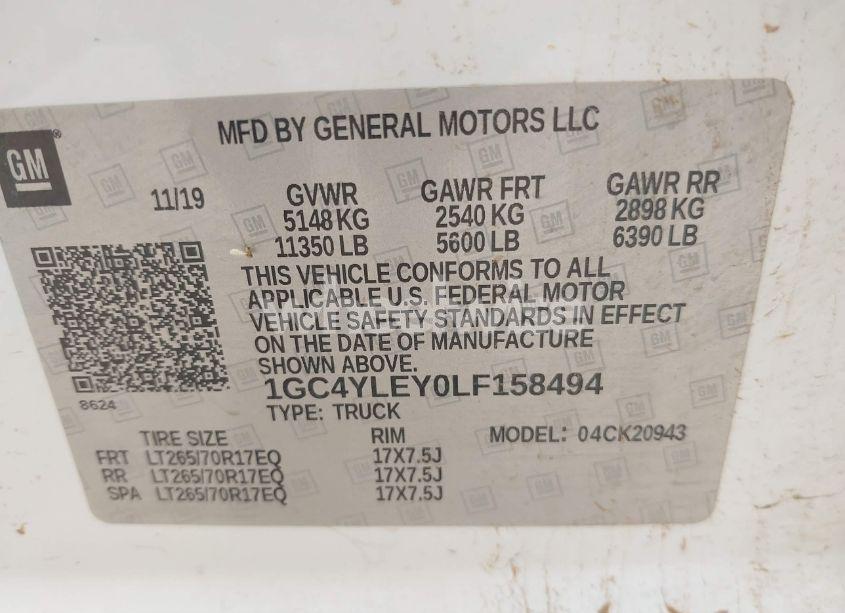 MFD BY GENERAL MOTORS LLC
GM
11/19 GVWR GAWR FRT GAWR RR
5148 KG 2540 KG 2898 KG
11350 LB 5600 LB 6390 LB
THIS VEHICLE CONFORMS TO ALL
APPLICABLE U.S. FEDERAL MOTOR
VEHICLE SAFETY STANDARDS IN EFFECT
ON THE DATE OF MANUFACTURE
SHOWN ABOVE.
1GC4YLEY0LF158494
8624
TYPE: TRUCK
TIRE SIZE RIM MODEL: 04CK20943
FRT LT265/70R17EQ 17X7.5J
RR LT265/70R17EQ 17X7.5J
SPA LT265/70R17EQ 17X7.5J